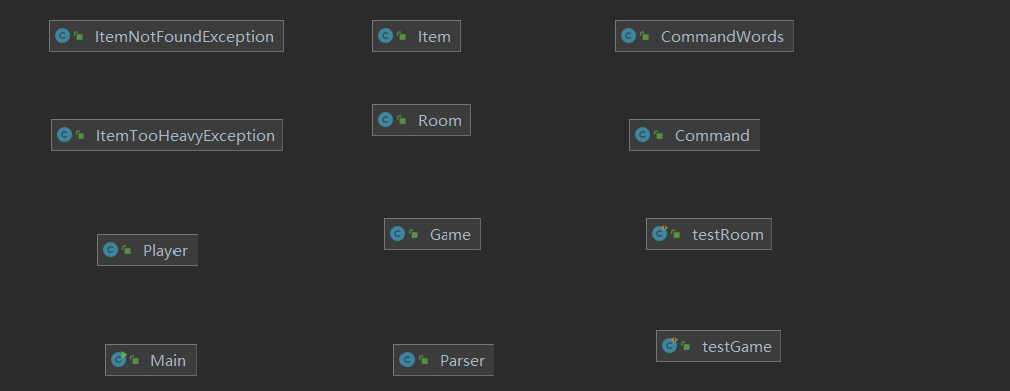 ItemNotFoundException
Item
CommandWords
Room
ItemTooHeavyException
Command
Player
Game
testRoom
Main
Parser
testGame